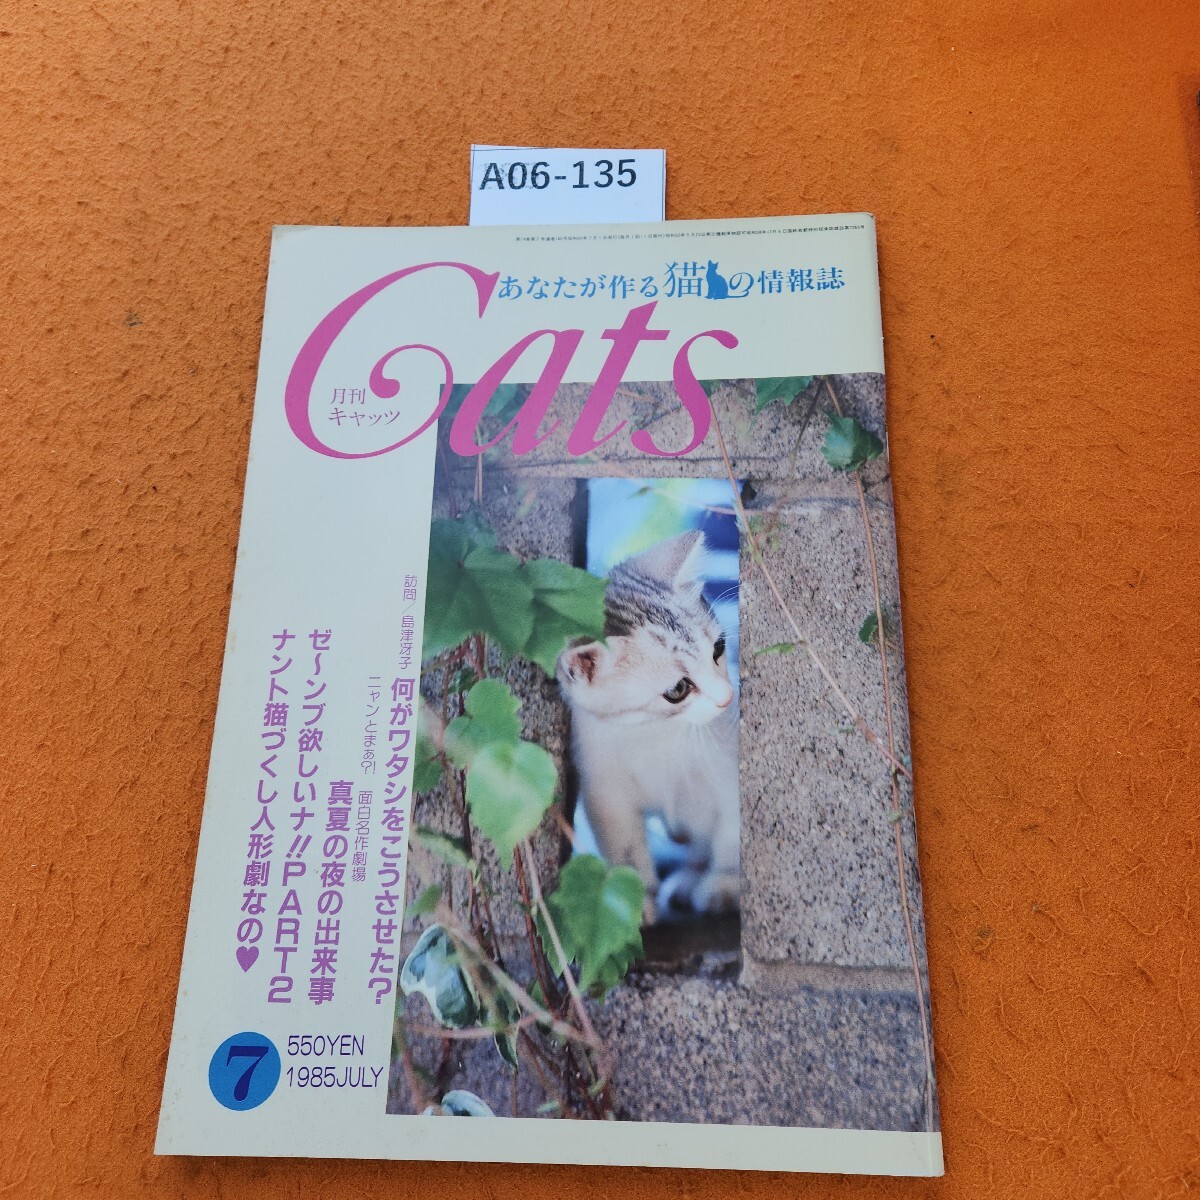 A06-135
あなたが作る猫の情報誌
Cats
月刊
キャッツ
訪問/島津冴子
何がワタシをこうさせた?
ニャンとまぁ?!
面白名作劇場
真夏の夜の出来事
ゼ〜ンブ欲しいナ!!PART2
ナント猫づくし人形劇なの♥
7
550YEN
1985JULY